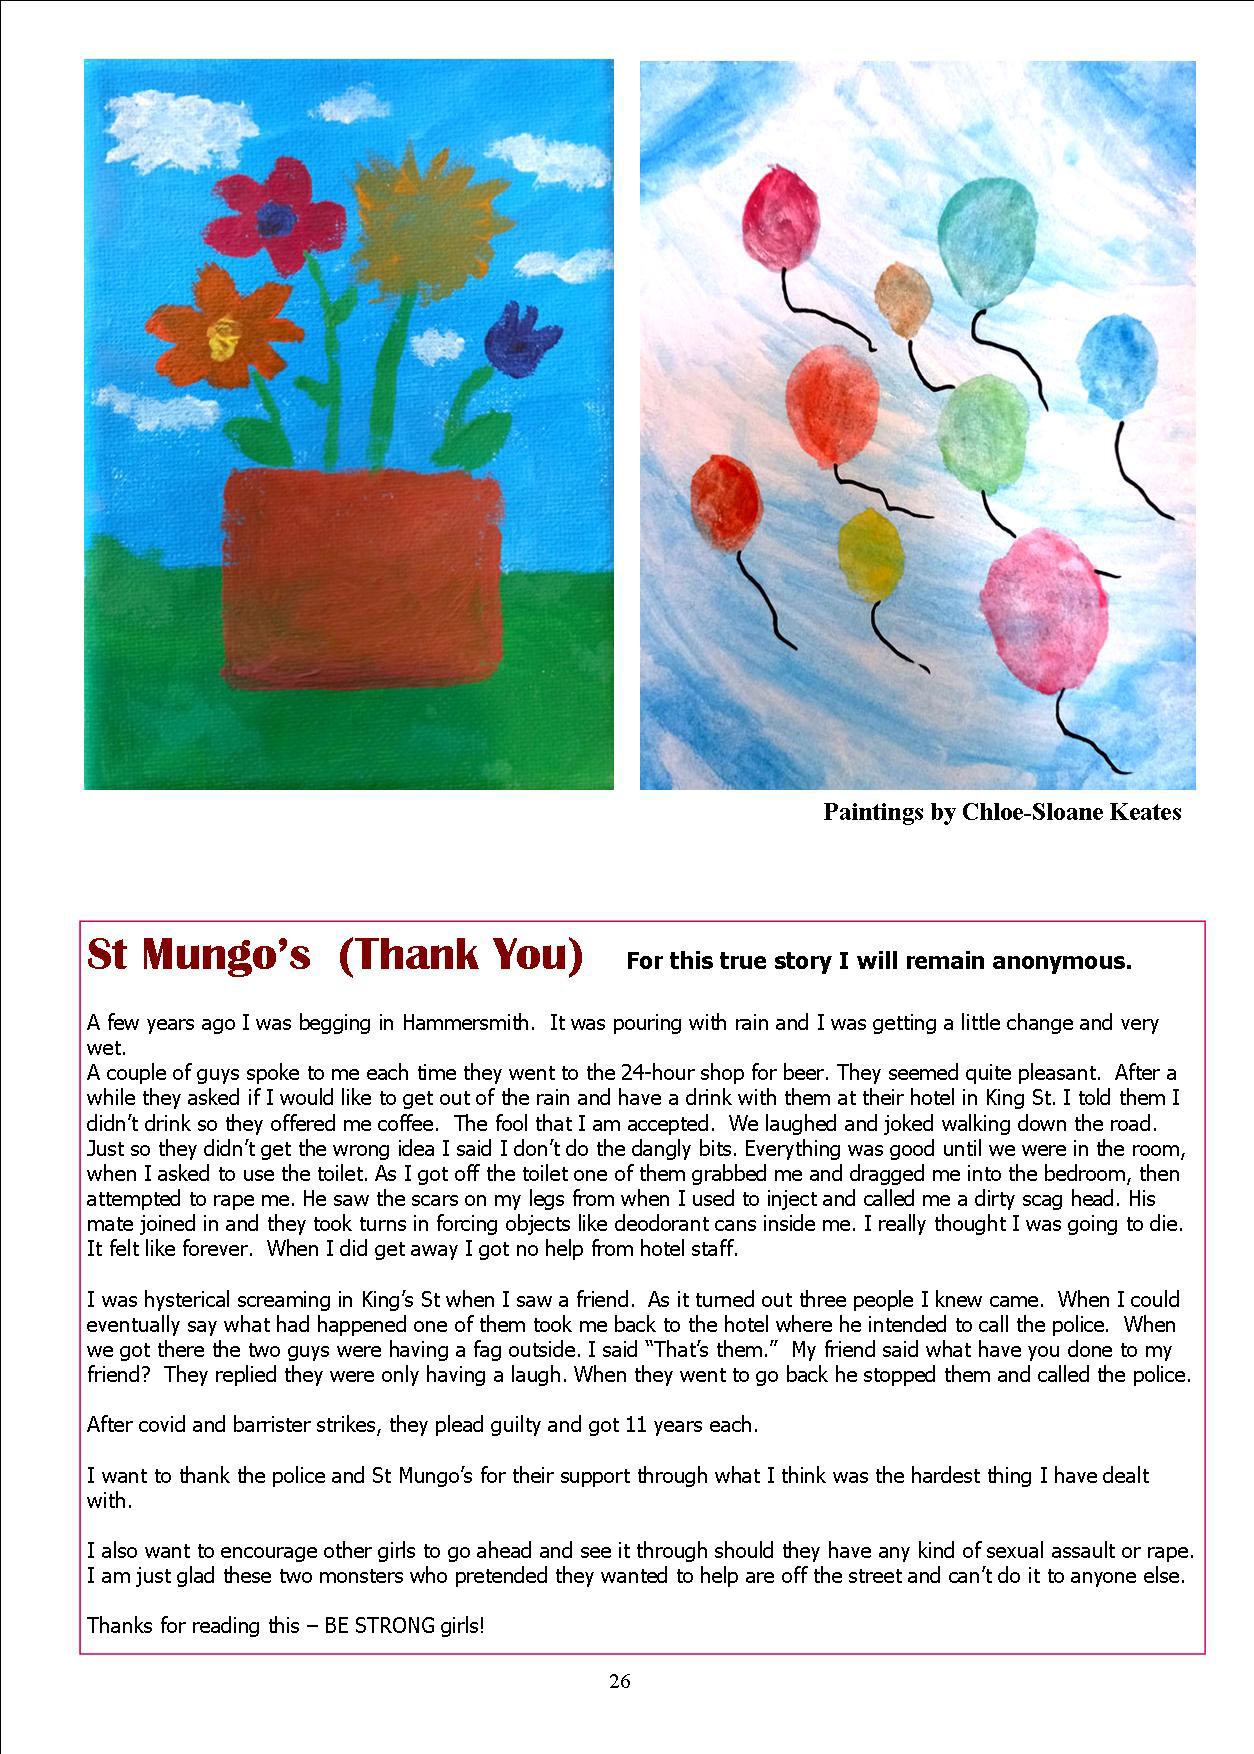 Paintings by Chloe-Sloane Keates
St Mungo's (Thank You) For this true story I will remain anonymous.
A few years ago I was begging in Hammersmith. It was pouring with rain and I was getting a little change and very
wet.
A couple of guys spoke to me each time they went to the 24-hour shop for beer. They seemed quite pleasant. After a
while they asked if I would like to get out of the rain and have a drink with them at their hotel in King St. I told them I
didn't drink so they offered me coffee. The fool that I am accepted. We laughed and joked walking down the road.
Just so they didn't get the wrong idea I said I don't do the dangly bits. Everything was good until we were in the room,
when I asked to use the toilet. As I got off the toilet one of them grabbed me and dragged me into the bedroom, then
attempted to rape me. He saw the scars on my legs from when I used to inject and called me a dirty scag head. His
mate joined in and they took turns in forcing objects like deodorant cans inside me. I really thought I was going to die.
It felt like forever. When I did get away I got no help from hotel staff.
I was hysterical screaming in King's St when I saw a friend. As it turned out three people I knew came. When I could
eventually say what had happened one of them took me back to the hotel where he intended to call the police. When
we got there the two guys were having a fag outside. I said "That's them." My friend said what have you done to my
friend? They replied they were only having a laugh. When they went to go back he stopped them and called the police.
After covid and barrister strikes, they plead guilty and got 11 years each.
I want to thank the police and St Mungo's for their support through what I think was the hardest thing I have dealt
with.
I also want to encourage other girls to go ahead and see it through should they have any kind of sexual assault or rape.
I am just glad these two monsters who pretended they wanted to help are off the street and can't do it to anyone else.
Thanks for reading this – BE STRONG girls!
26